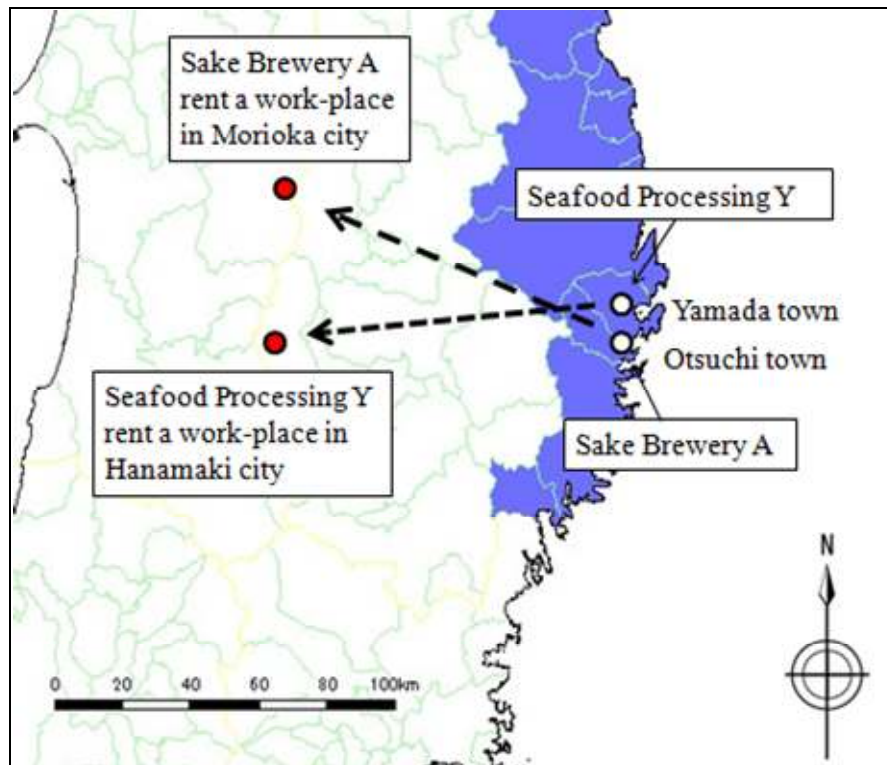 Sake Brewery A
rent a work-place
in Morioka city
Seafood Processing Y
Yamada town
Otsuchi town
Seafood Processing Y
rent a work-place in
Hanamaki city
Sake Brewery A
N
0 20 40 60 80 100km